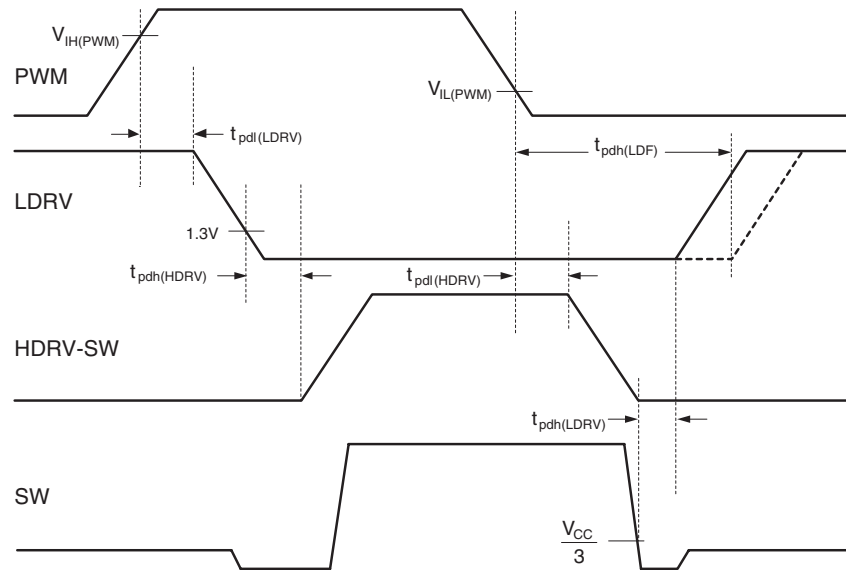 V_IH(PWM)
PWM
V_IL(PWM)
t_pdl(LDRV)
t_pdh(LDF)
LDRV
1.3V
t_pdh(HDRV)
t_pdl(HDRV)
HDRV-SW
t_pdh(LDRV)
SW
V_CC
3